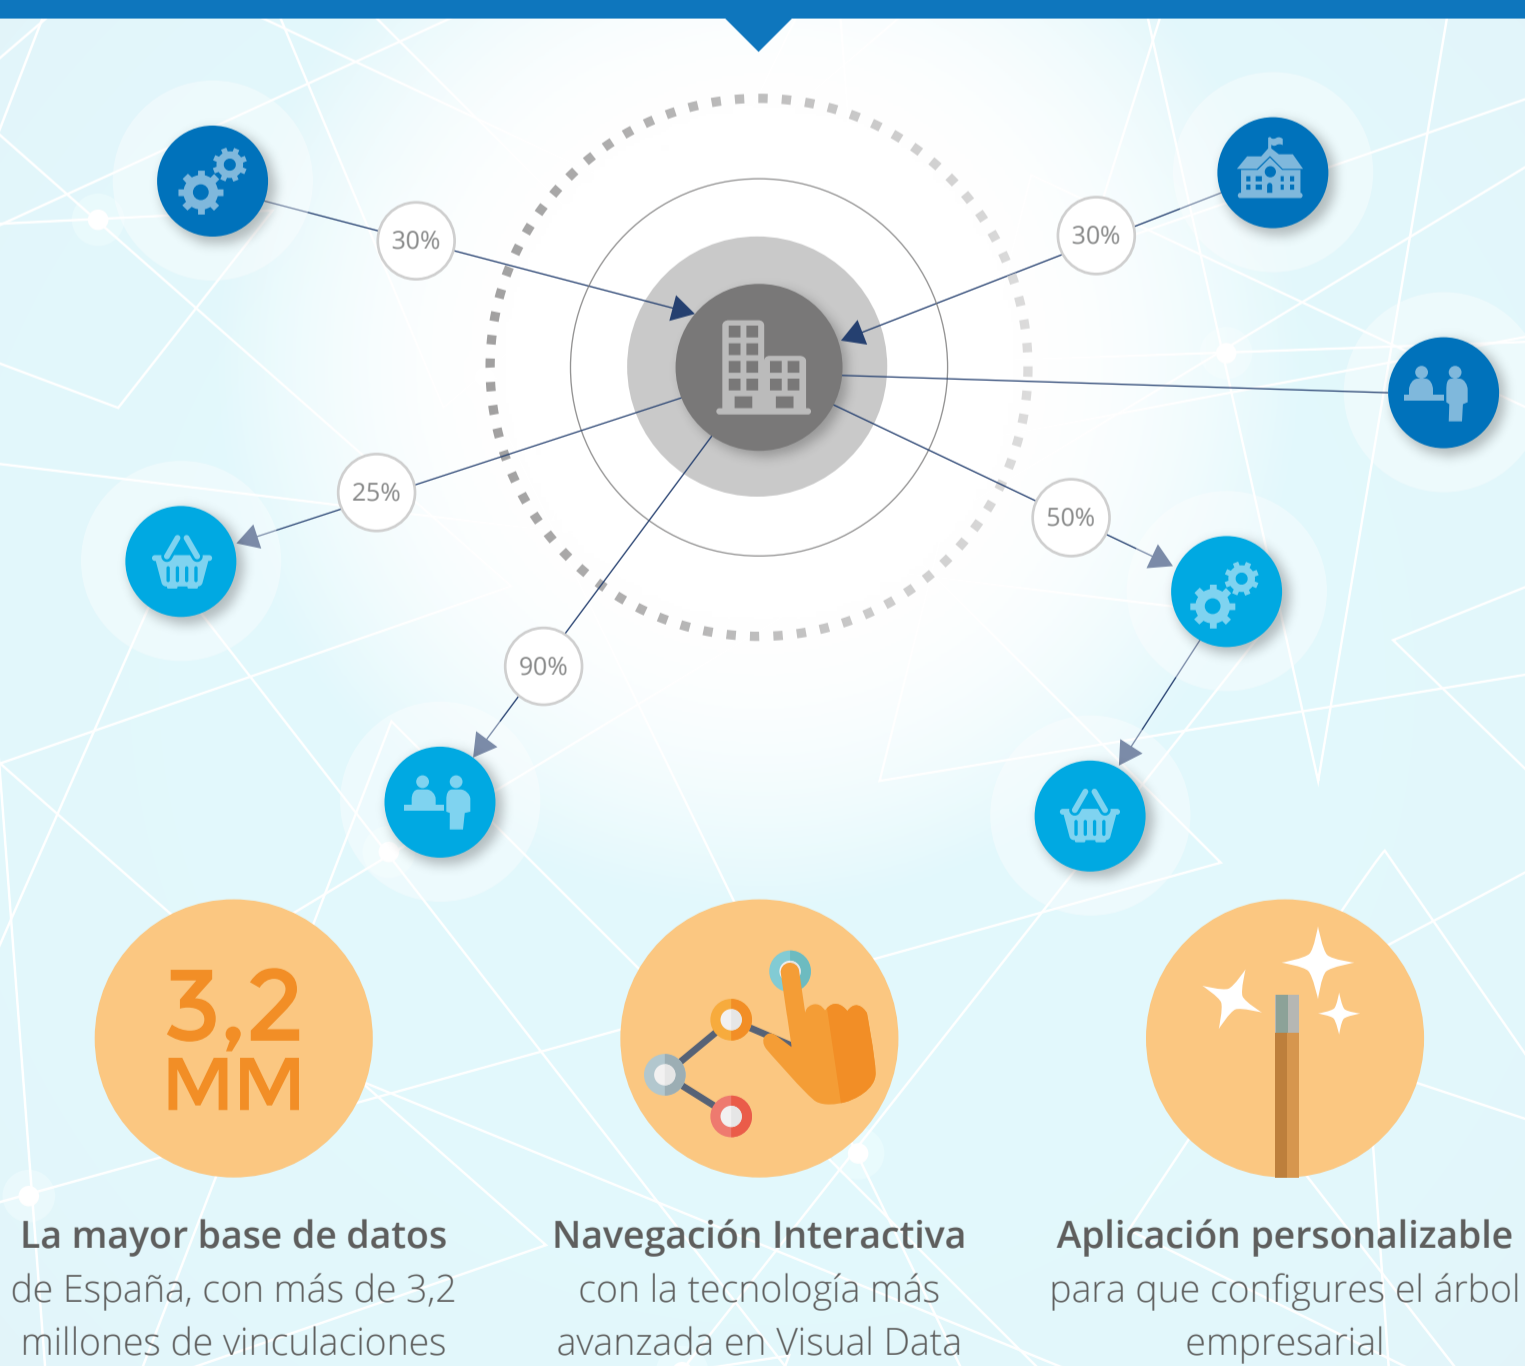 30%
30%
25%
50%
90%
3,2
MM
La mayor base de datos
de España, con más de 3,2
millones de vinculaciones
Navegación Interactiva
con la tecnología más
avanzada en Visual Data
Aplicación personalizable
para que configures el árbol
empresarial